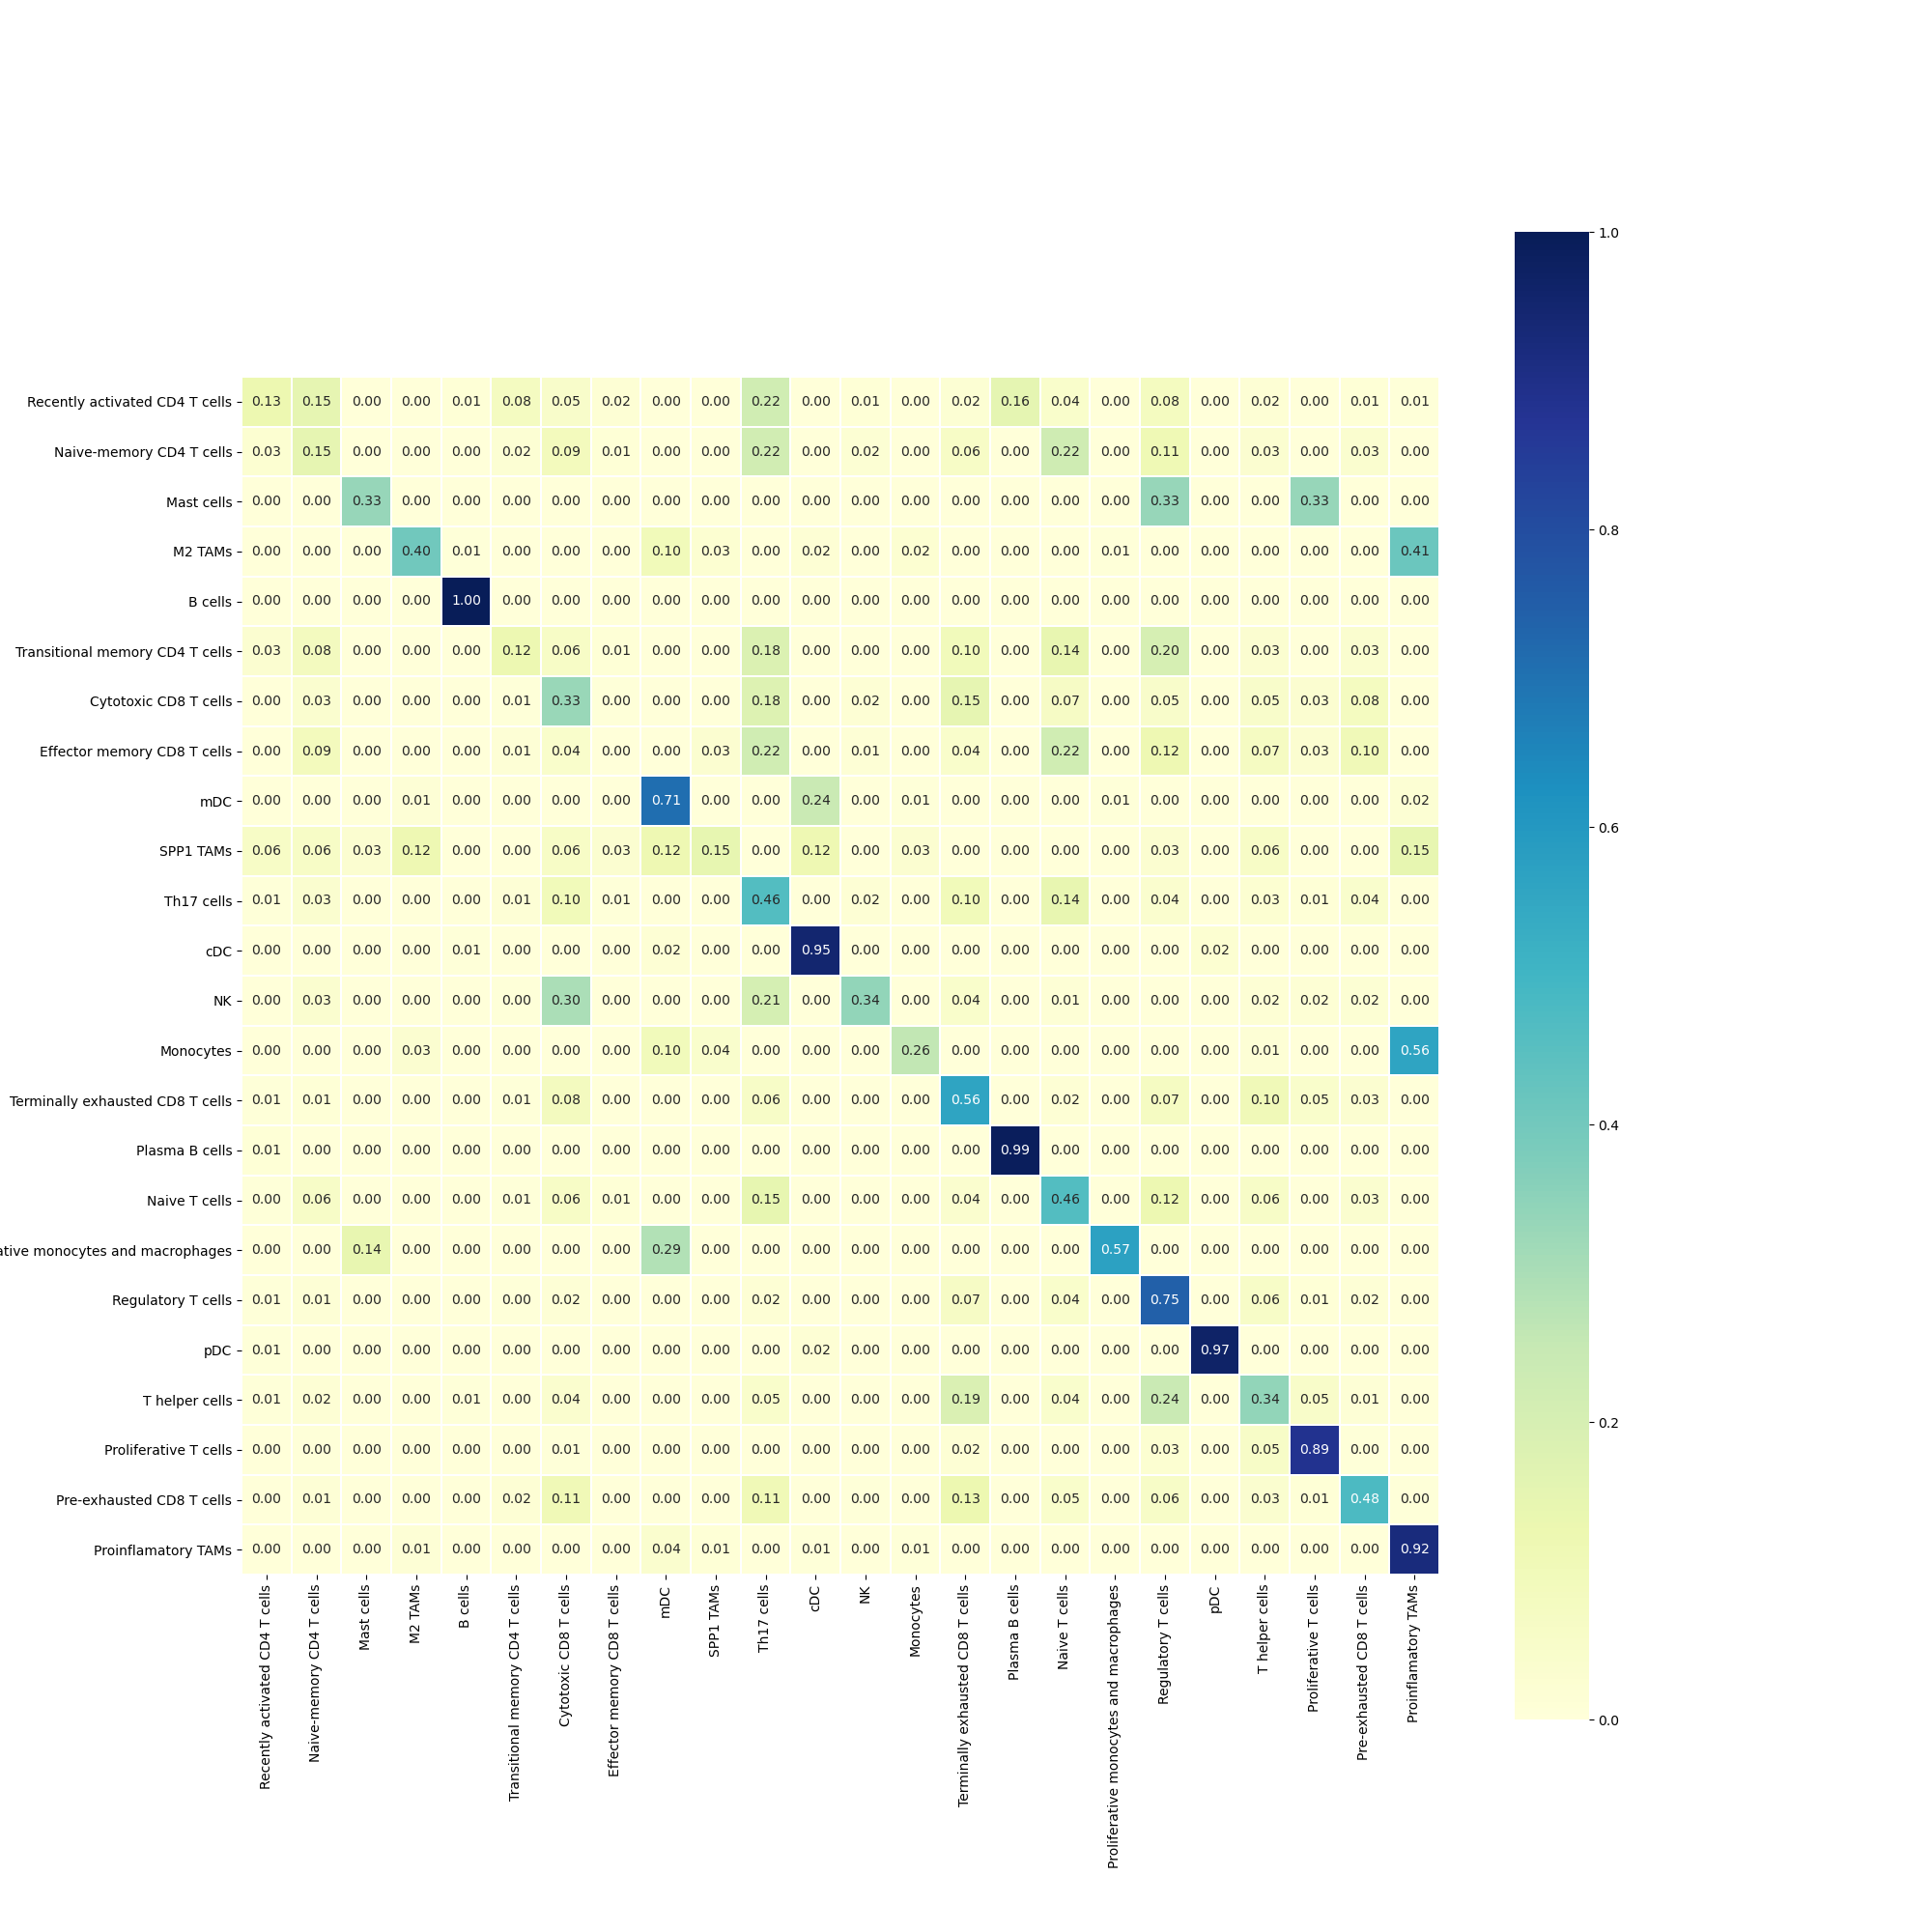 1.0
0.8
0.6
0.4
0.2
0.0
Recently activated CD4 T cells 0.13 0.15 0.00 0.00 0.01 0.08 0.05 0.02 0.00 0.00 0.22 0.00 0.01 0.00 0.02 0.16 0.04 0.00 0.08 0.00 0.02 0.00 0.01 0.01
Naive-memory CD4 T cells 0.03 0.15 0.00 0.00 0.00 0.02 0.09 0.01 0.00 0.00 0.22 0.00 0.02 0.00 0.06 0.00 0.22 0.00 0.11 0.00 0.03 0.00 0.03 0.00
Mast cells 0.00 0.00 0.33 0.00 0.00 0.00 0.00 0.00 0.00 0.00 0.00 0.00 0.00 0.00 0.00 0.00 0.00 0.00 0.33 0.00 0.00 0.33 0.00 0.00
M2 TAMs 0.00 0.00 0.00 0.40 0.01 0.00 0.00 0.00 0.10 0.03 0.00 0.02 0.00 0.02 0.00 0.00 0.00 0.01 0.00 0.00 0.00 0.00 0.00 0.41
B cells 0.00 0.00 0.00 0.00 1.00 0.00 0.00 0.00 0.00 0.00 0.00 0.00 0.00 0.00 0.00 0.00 0.00 0.00 0.00 0.00 0.00 0.00 0.00 0.00
Transitional memory CD4 T cells 0.03 0.08 0.00 0.00 0.00 0.12 0.06 0.01 0.00 0.00 0.18 0.00 0.00 0.00 0.10 0.00 0.14 0.00 0.20 0.00 0.03 0.00 0.03 0.00
Cytotoxic CD8 T cells 0.00 0.03 0.00 0.00 0.00 0.01 0.33 0.00 0.00 0.00 0.18 0.00 0.02 0.00 0.15 0.00 0.07 0.00 0.05 0.00 0.05 0.03 0.08 0.00
Effector memory CD8 T cells 0.00 0.09 0.00 0.00 0.00 0.01 0.04 0.00 0.00 0.03 0.22 0.00 0.01 0.00 0.04 0.00 0.22 0.00 0.12 0.00 0.07 0.03 0.10 0.00
mDC 0.00 0.00 0.00 0.01 0.00 0.00 0.00 0.00 0.71 0.00 0.00 0.24 0.00 0.01 0.00 0.00 0.00 0.01 0.00 0.00 0.00 0.00 0.00 0.02
SPP1 TAMs 0.06 0.06 0.03 0.12 0.00 0.00 0.06 0.03 0.12 0.15 0.00 0.12 0.00 0.03 0.00 0.00 0.00 0.00 0.03 0.00 0.06 0.00 0.00 0.15
Th17 cells 0.01 0.03 0.00 0.00 0.00 0.01 0.10 0.01 0.00 0.00 0.46 0.00 0.02 0.00 0.10 0.00 0.14 0.00 0.04 0.00 0.03 0.01 0.04 0.00
cDC 0.00 0.00 0.00 0.00 0.01 0.00 0.00 0.00 0.02 0.00 0.00 0.95 0.00 0.00 0.00 0.00 0.00 0.00 0.00 0.02 0.00 0.00 0.00 0.00
NK 0.00 0.03 0.00 0.00 0.00 0.00 0.30 0.00 0.00 0.00 0.21 0.00 0.34 0.00 0.04 0.00 0.01 0.00 0.00 0.00 0.02 0.02 0.02 0.00
Monocytes 0.00 0.00 0.00 0.03 0.00 0.00 0.00 0.00 0.10 0.04 0.00 0.00 0.00 0.26 0.00 0.00 0.00 0.00 0.00 0.00 0.01 0.00 0.00 0.56
Terminally exhausted CD8 T cells 0.01 0.01 0.00 0.00 0.00 0.01 0.08 0.00 0.00 0.00 0.06 0.00 0.00 0.00 0.56 0.00 0.02 0.00 0.07 0.00 0.10 0.05 0.03 0.00
Plasma B cells 0.01 0.00 0.00 0.00 0.00 0.00 0.00 0.00 0.00 0.00 0.00 0.00 0.00 0.00 0.00 0.99 0.00 0.00 0.00 0.00 0.00 0.00 0.00 0.00
Naive T cells 0.00 0.06 0.00 0.00 0.00 0.01 0.06 0.01 0.00 0.00 0.15 0.00 0.00 0.00 0.04 0.00 0.46 0.00 0.12 0.00 0.06 0.00 0.03 0.00
ative monocytes and macrophages 0.00 0.00 0.14 0.00 0.00 0.00 0.00 0.00 0.29 0.00 0.00 0.00 0.00 0.00 0.00 0.00 0.00 0.57 0.00 0.00 0.00 0.00 0.00 0.00
Regulatory T cells 0.01 0.01 0.00 0.00 0.00 0.00 0.02 0.00 0.00 0.00 0.02 0.00 0.00 0.00 0.07 0.00 0.04 0.00 0.75 0.00 0.06 0.01 0.02 0.00
pDC 0.01 0.00 0.00 0.00 0.00 0.00 0.00 0.00 0.00 0.00 0.00 0.02 0.00 0.00 0.00 0.00 0.00 0.00 0.00 0.97 0.00 0.00 0.00 0.00
T helper cells 0.01 0.02 0.00 0.00 0.01 0.00 0.04 0.00 0.00 0.00 0.05 0.00 0.00 0.00 0.19 0.00 0.04 0.00 0.24 0.00 0.34 0.05 0.01 0.00
Proliferative T cells 0.00 0.00 0.00 0.00 0.00 0.00 0.01 0.00 0.00 0.00 0.00 0.00 0.00 0.00 0.02 0.00 0.00 0.00 0.03 0.00 0.05 0.89 0.00 0.00
Pre-exhausted CD8 T cells 0.00 0.01 0.00 0.00 0.00 0.02 0.11 0.00 0.00 0.00 0.11 0.00 0.00 0.00 0.13 0.00 0.05 0.00 0.06 0.00 0.03 0.01 0.48 0.00
Proinflamatory TAMs 0.00 0.00 0.00 0.01 0.00 0.00 0.00 0.00 0.04 0.01 0.00 0.01 0.00 0.01 0.00 0.00 0.00 0.00 0.00 0.00 0.00 0.00 0.00 0.92
Recently activated CD4 T cells
Naive-memory CD4 T cells
Mast cells
M2 TAMs
B cells
Transitional memory CD4 T cells
Cytotoxic CD8 T cells
Effector memory CD8 T cells
mDC
SPP1 TAMs
Th17 cells
cDC
NK
Monocytes
Terminally exhausted CD8 T cells
Plasma B cells
Naive T cells
Proliferative monocytes and macrophages
Regulatory T cells
pDC
T helper cells
Proliferative T cells
Pre-exhausted CD8 T cells
Proinflamatory TAMs